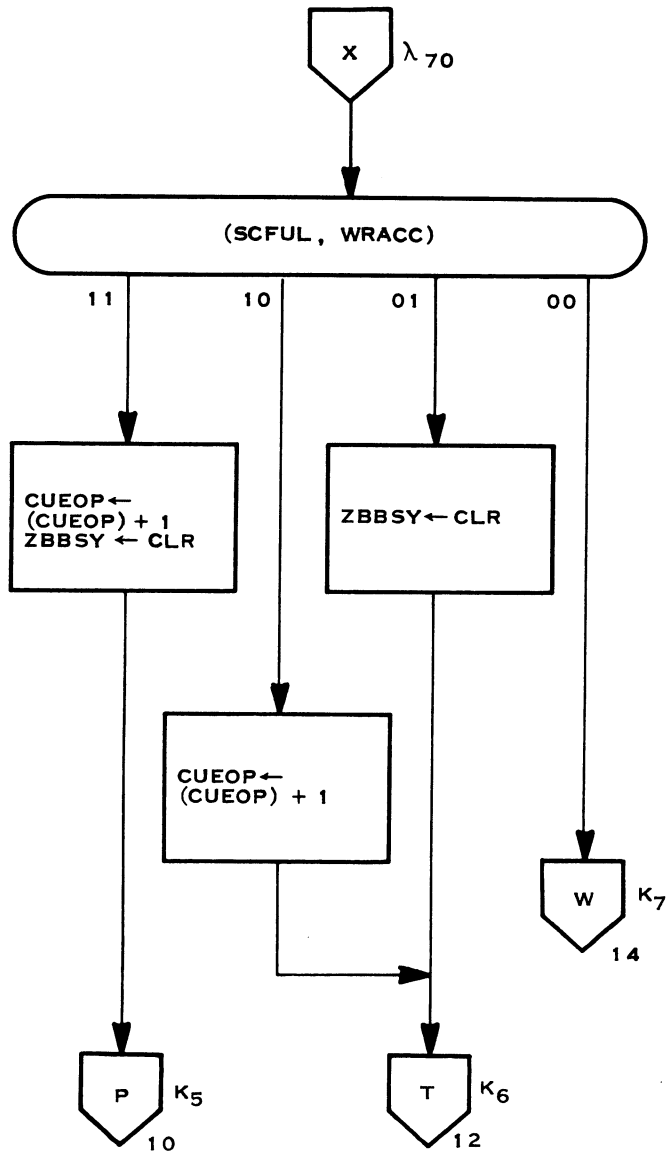 X λ70
(SCFUL, WRACC)
11 10 01 00
CUEOP←
(CUEOP) + 1
ZBBSY ← CLR
ZBBSY ← CLR
CUEOP←
(CUEOP) + 1
W K7
14
P K5
10
T K6
12